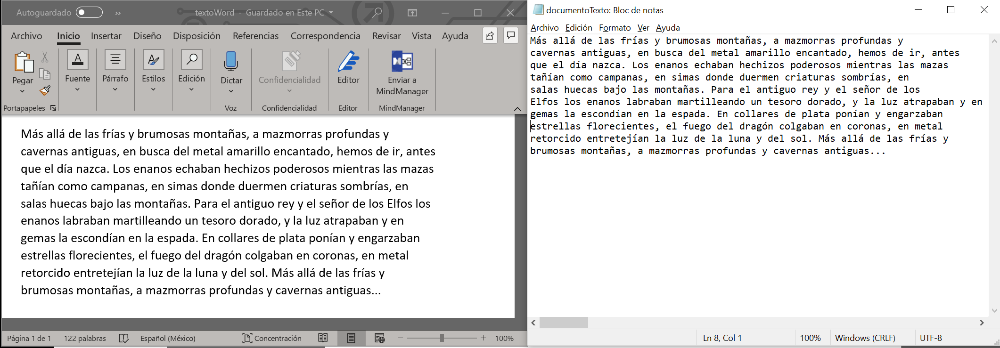 Autoguardado
textoWord - Guardado en Este PC
Archivo Inicio Insertar Diseño Disposición Referencias Correspondencia Revisar Vista Ayuda
Pegar Fuente Párrafo Estilos Edición Dictar Confidencialidad Editor Enviar a MindManager
Portapapeles Voz Confidencialidad Editor MindManager
Más allá de las frías y brumosas montañas, a mazmorras profundas y
cavernas antiguas, en busca del metal amarillo encantado, hemos de ir, antes
que el día nazca. Los enanos echaban hechizos poderosos mientras las mazas
tañían como campanas, en simas donde duermen criaturas sombrías, en
salas huecas bajo las montañas. Para el antiguo rey y el señor de los Elfos los
enanos labraban martilleando un tesoro dorado, y la luz atrapaban y en
gemas la escondían en la espada. En collares de plata ponían y engarzaban
estrellas florecientes, el fuego del dragón colgaban en coronas, en metal
retorcido entretejían la luz de la luna y del sol. Más allá de las frías y
brumosas montañas, a mazmorras profundas y cavernas antiguas...
Página 1 de 1 122 palabras Español (México) Concentración 100%
documentoTexto: Bloc de notas
Archivo Edición Formato Ver Ayuda
Más allá de las frías y brumosas montañas, a mazmorras profundas y
cavernas antiguas, en busca del metal amarillo encantado, hemos de ir, antes
que el día nazca. Los enanos echaban hechizos poderosos mientras las mazas
tañían como campanas, en simas donde duermen criaturas sombrías, en
salas huecas bajo las montañas. Para el antiguo rey y el señor de los
Elfos los enanos labraban martilleando un tesoro dorado, y la luz atrapaban y en
gemas la escondían en la espada. En collares de plata ponían y engarzaban
estrellas florecientes, el fuego del dragón colgaban en coronas, en metal
retorcido entretejían la luz de la luna y del sol. Más allá de las frías y
brumosas montañas, a mazmorras profundas y cavernas antiguas...
Ln 8, Col 1 100% Windows (CRLF) UTF-8